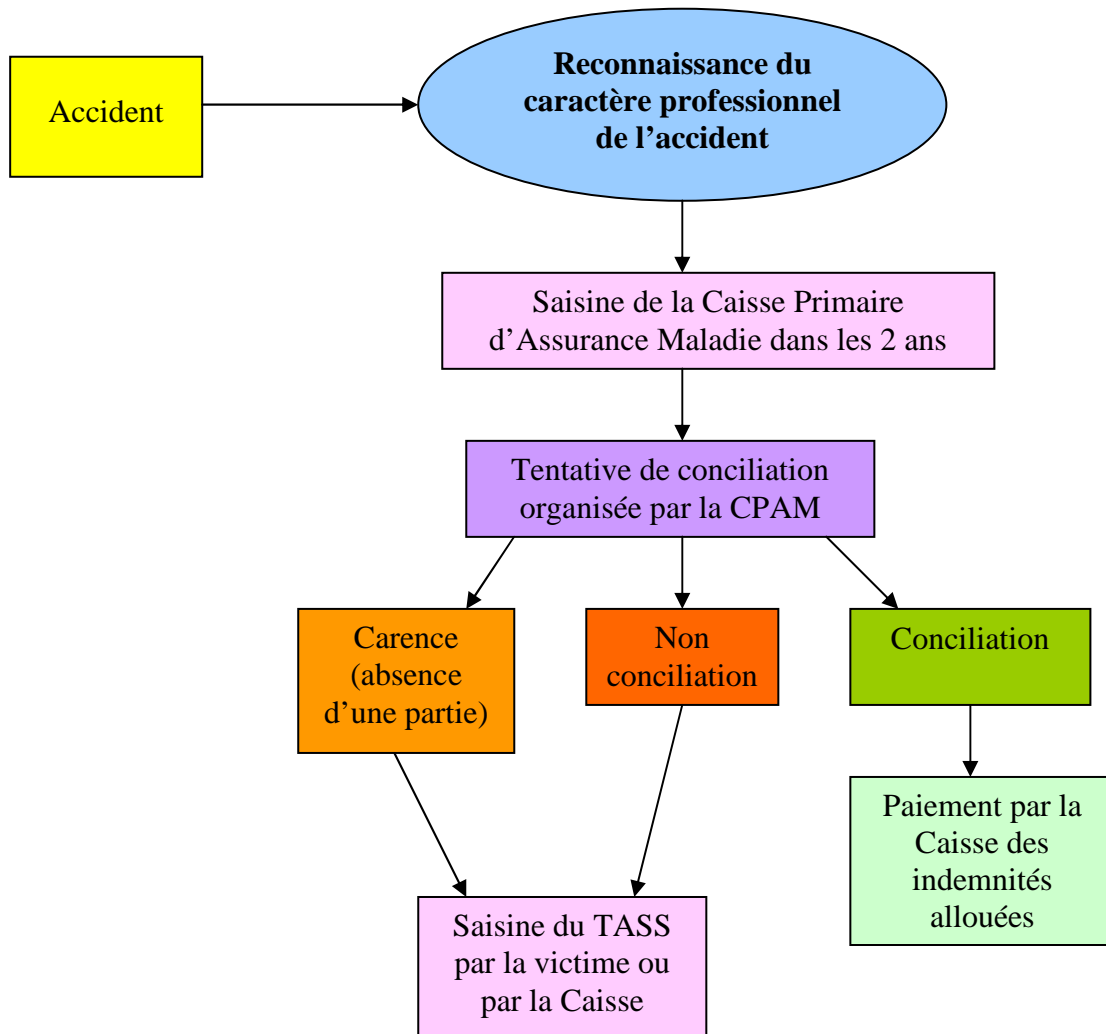 Accident
Reconnaissance du
caractère professionnel
de l’accident
Saisine de la Caisse Primaire
d’Assurance Maladie dans les 2 ans
Tentative de conciliation
organisée par la CPAM
Carence
(absence
d’une partie)
Non
conciliation
Conciliation
Paiement par la
Caisse des
indemnités
allouées
Saisine du TASS
par la victime ou
par la Caisse